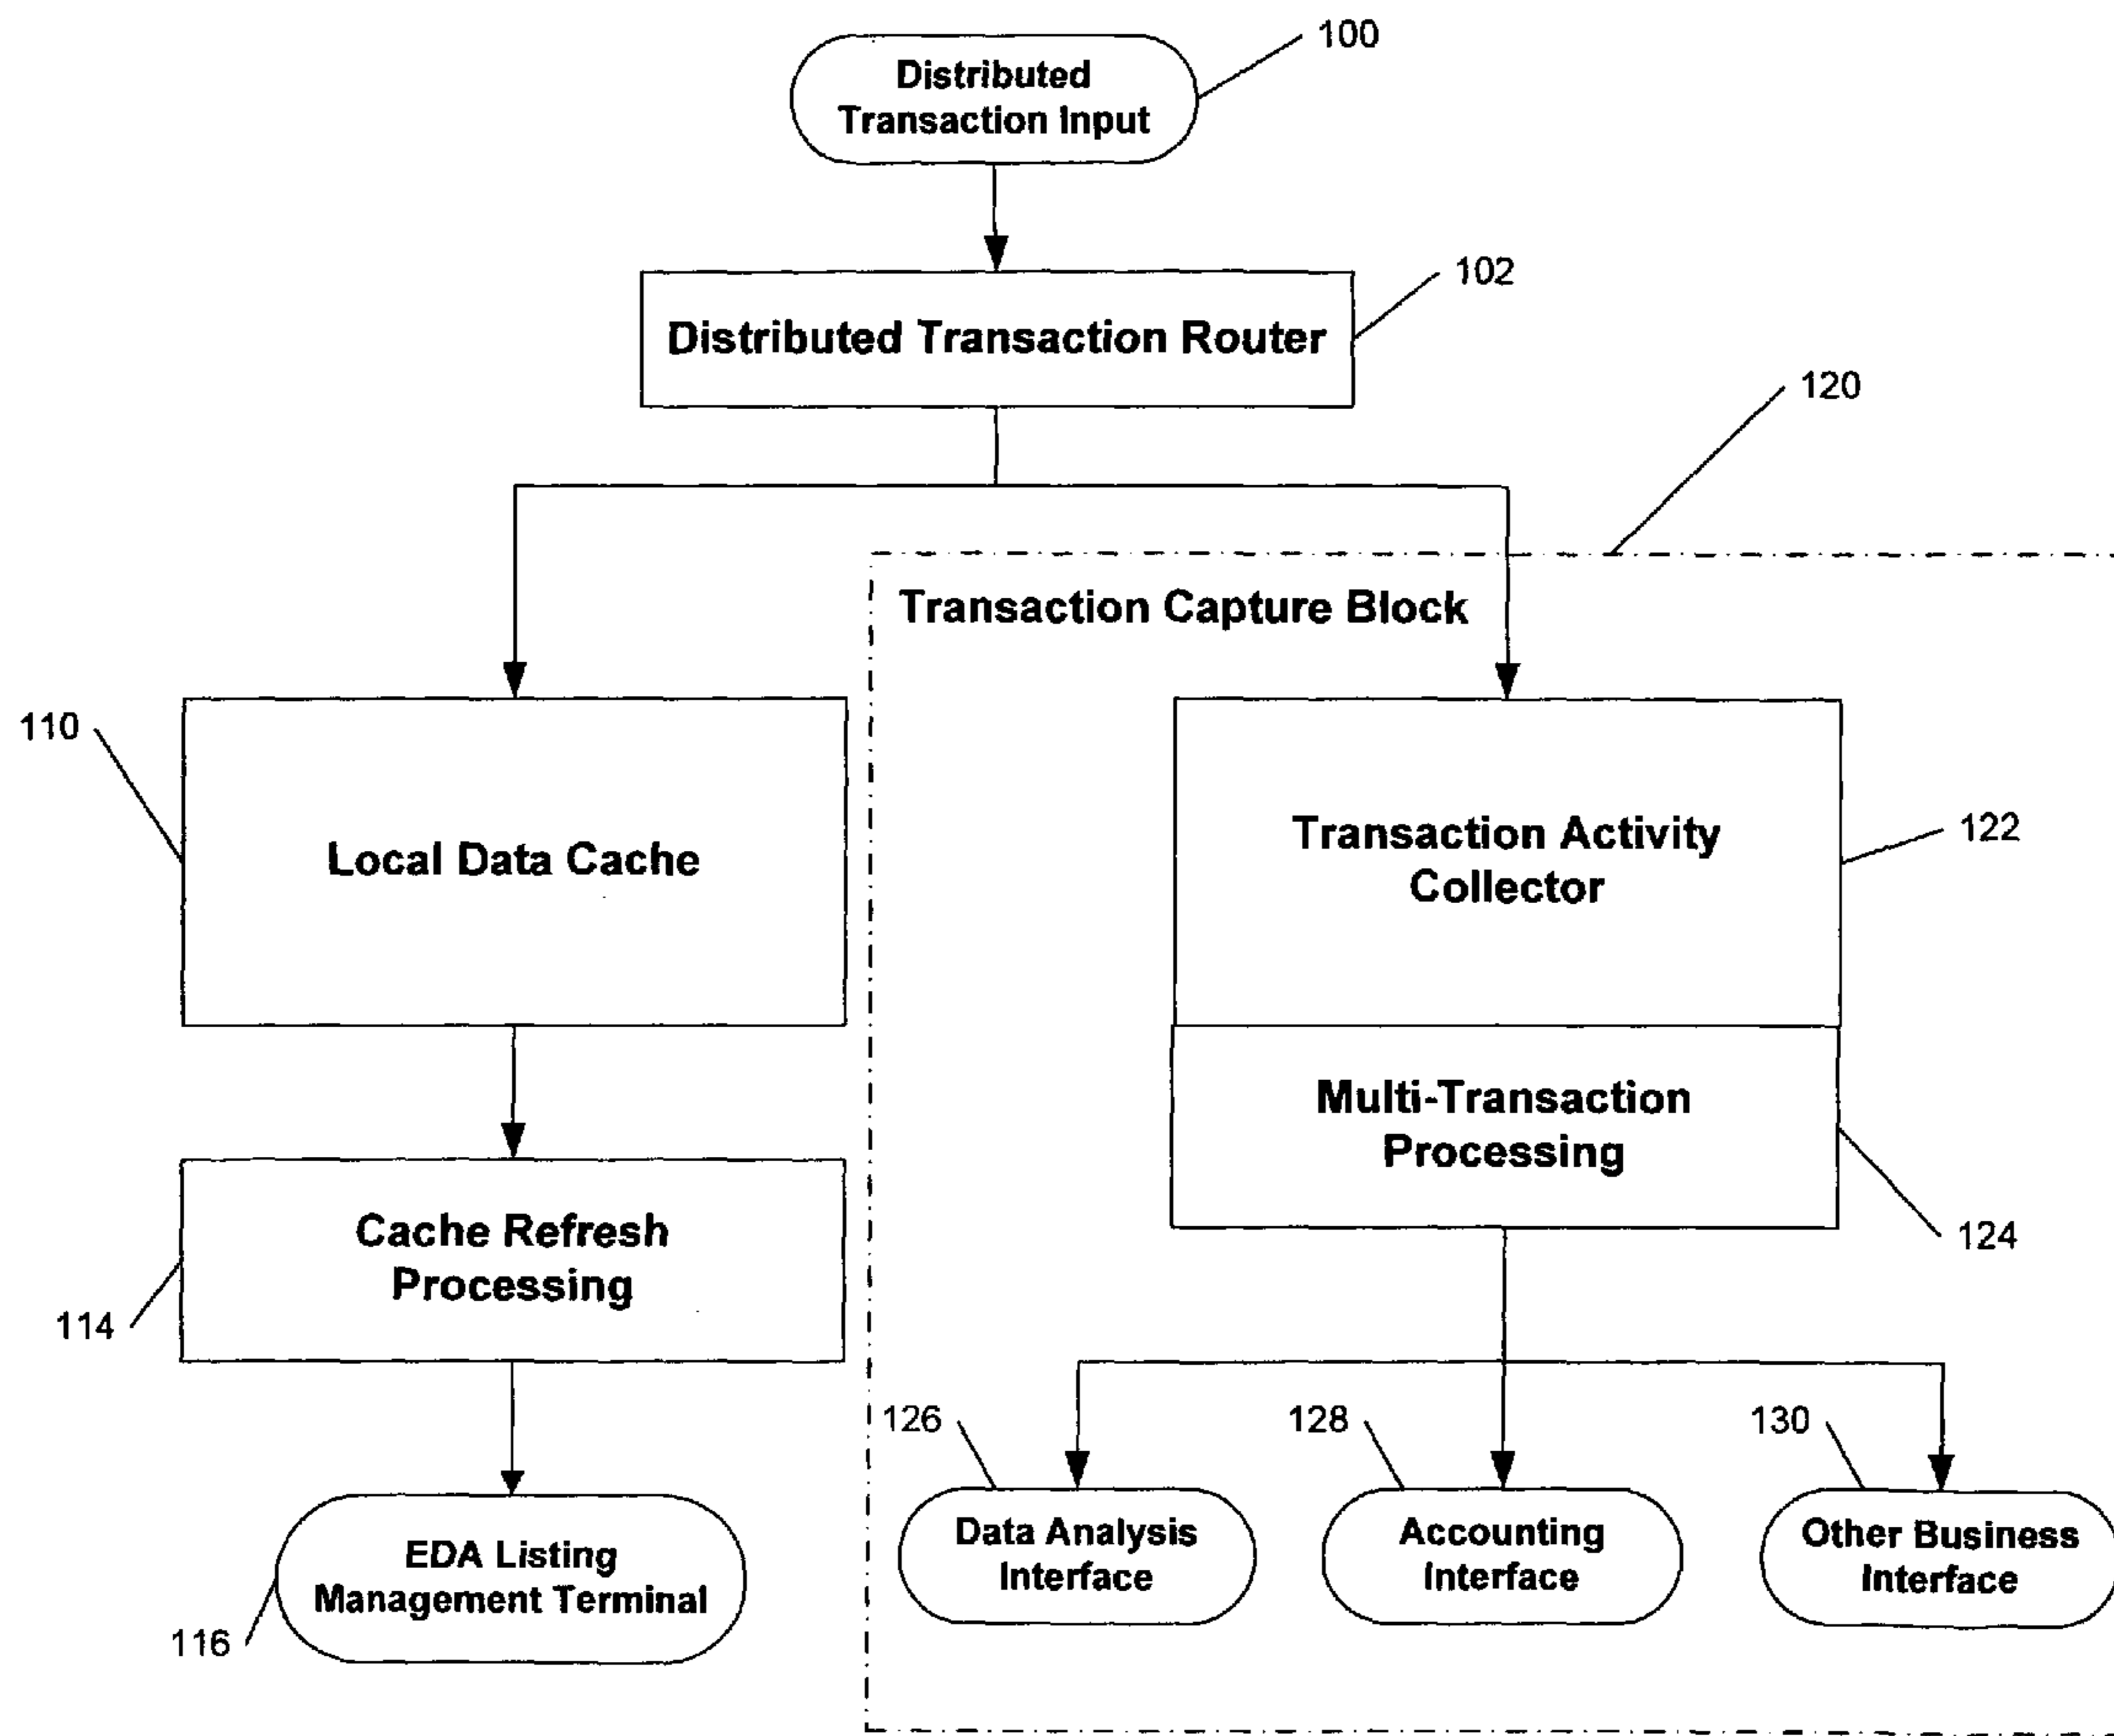 100
Distributed
Transaction Input
102
Distributed Transaction Router
120
Transaction Capture Block
110
Local Data Cache
Transaction Activity
Collector
122
Multi-Transaction
Processing
124
Cache Refresh
Processing
114
126
128
130
EDA Listing
Management Terminal
116
Data Analysis
Interface
Accounting
Interface
Other Business
Interface